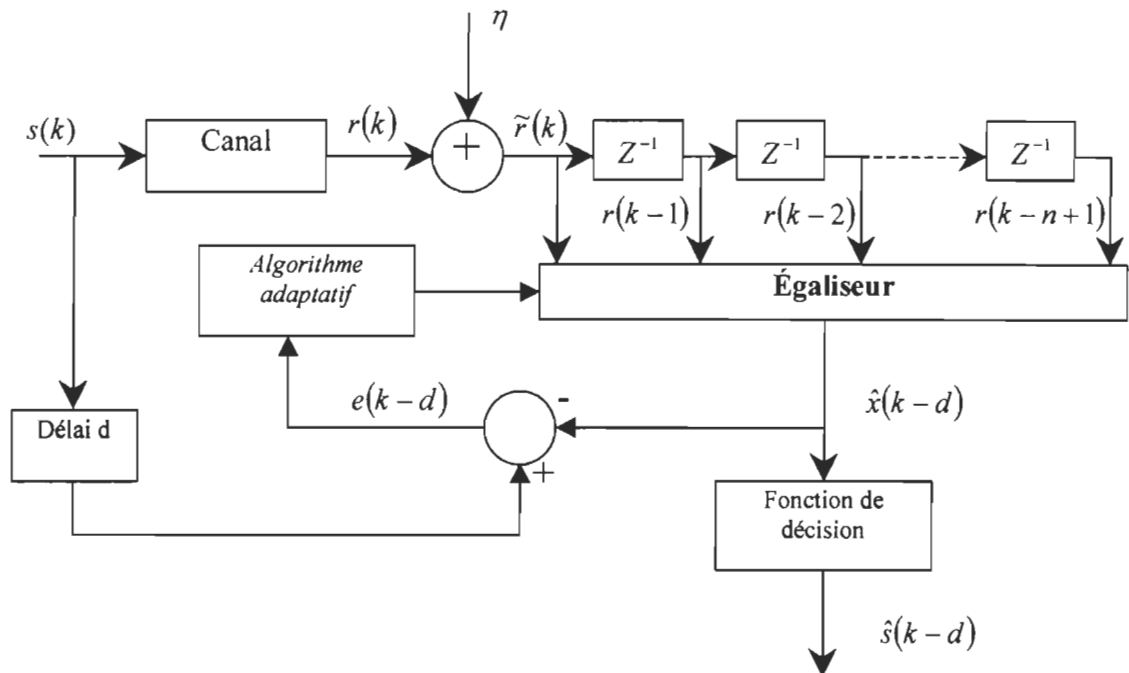 η
s(k)
Canal
r(k)
+
r̃(k)
Z⁻¹
Z⁻¹
Z⁻¹
r(k−1)
r(k−2)
r(k−n+1)
Algorithme
adaptatif
Égaliseur
e(k−d)
-
x̂(k−d)
Délai d
+
Fonction de
décision
ŝ(k−d)